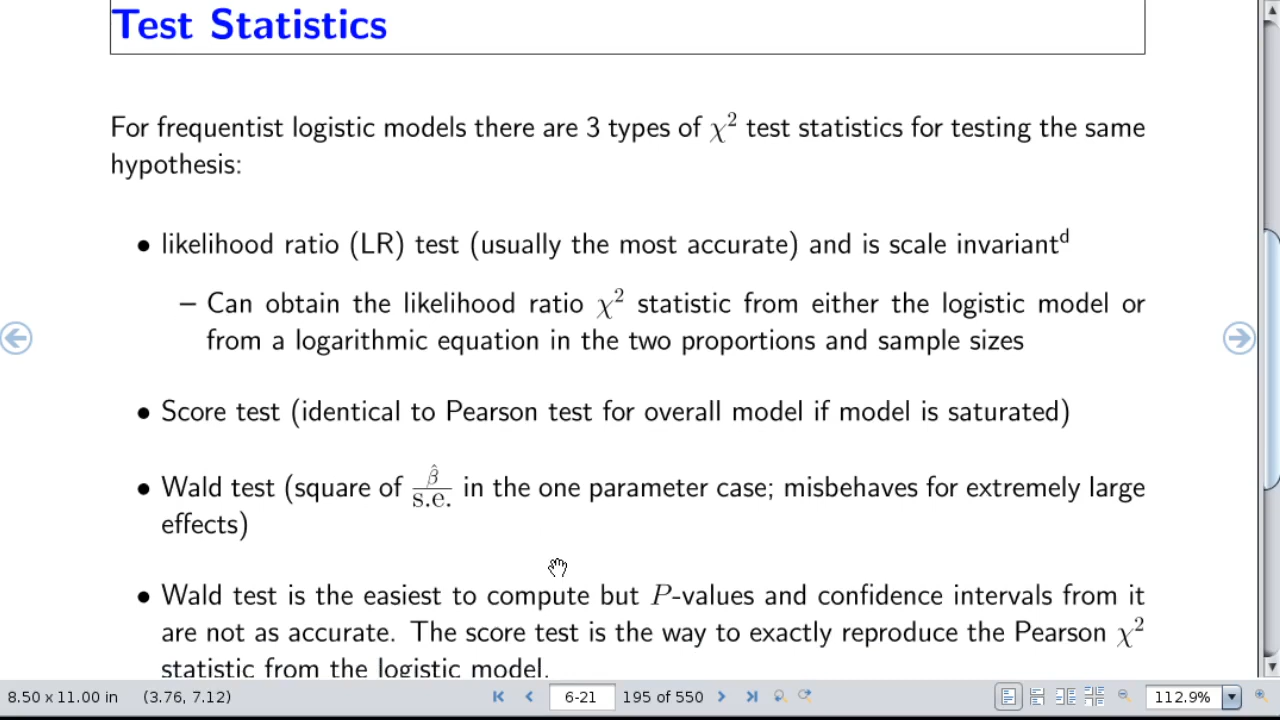 Test Statistics
For frequentist logistic models there are 3 types of χ² test statistics for testing the same
hypothesis:
• likelihood ratio (LR) test (usually the most accurate) and is scale invariantᵈ
– Can obtain the likelihood ratio χ² statistic from either the logistic model or
from a logarithmic equation in the two proportions and sample sizes
• Score test (identical to Pearson test for overall model if model is saturated)
• Wald test (square of β̂/s.e. in the one parameter case; misbehaves for extremely large
effects)
• Wald test is the easiest to compute but P-values and confidence intervals from it
are not as accurate. The score test is the way to exactly reproduce the Pearson χ²
statistic from the logistic model.
8.50 x 11.00 in (3.76, 7.12) 6-21 195 of 550 112.9%